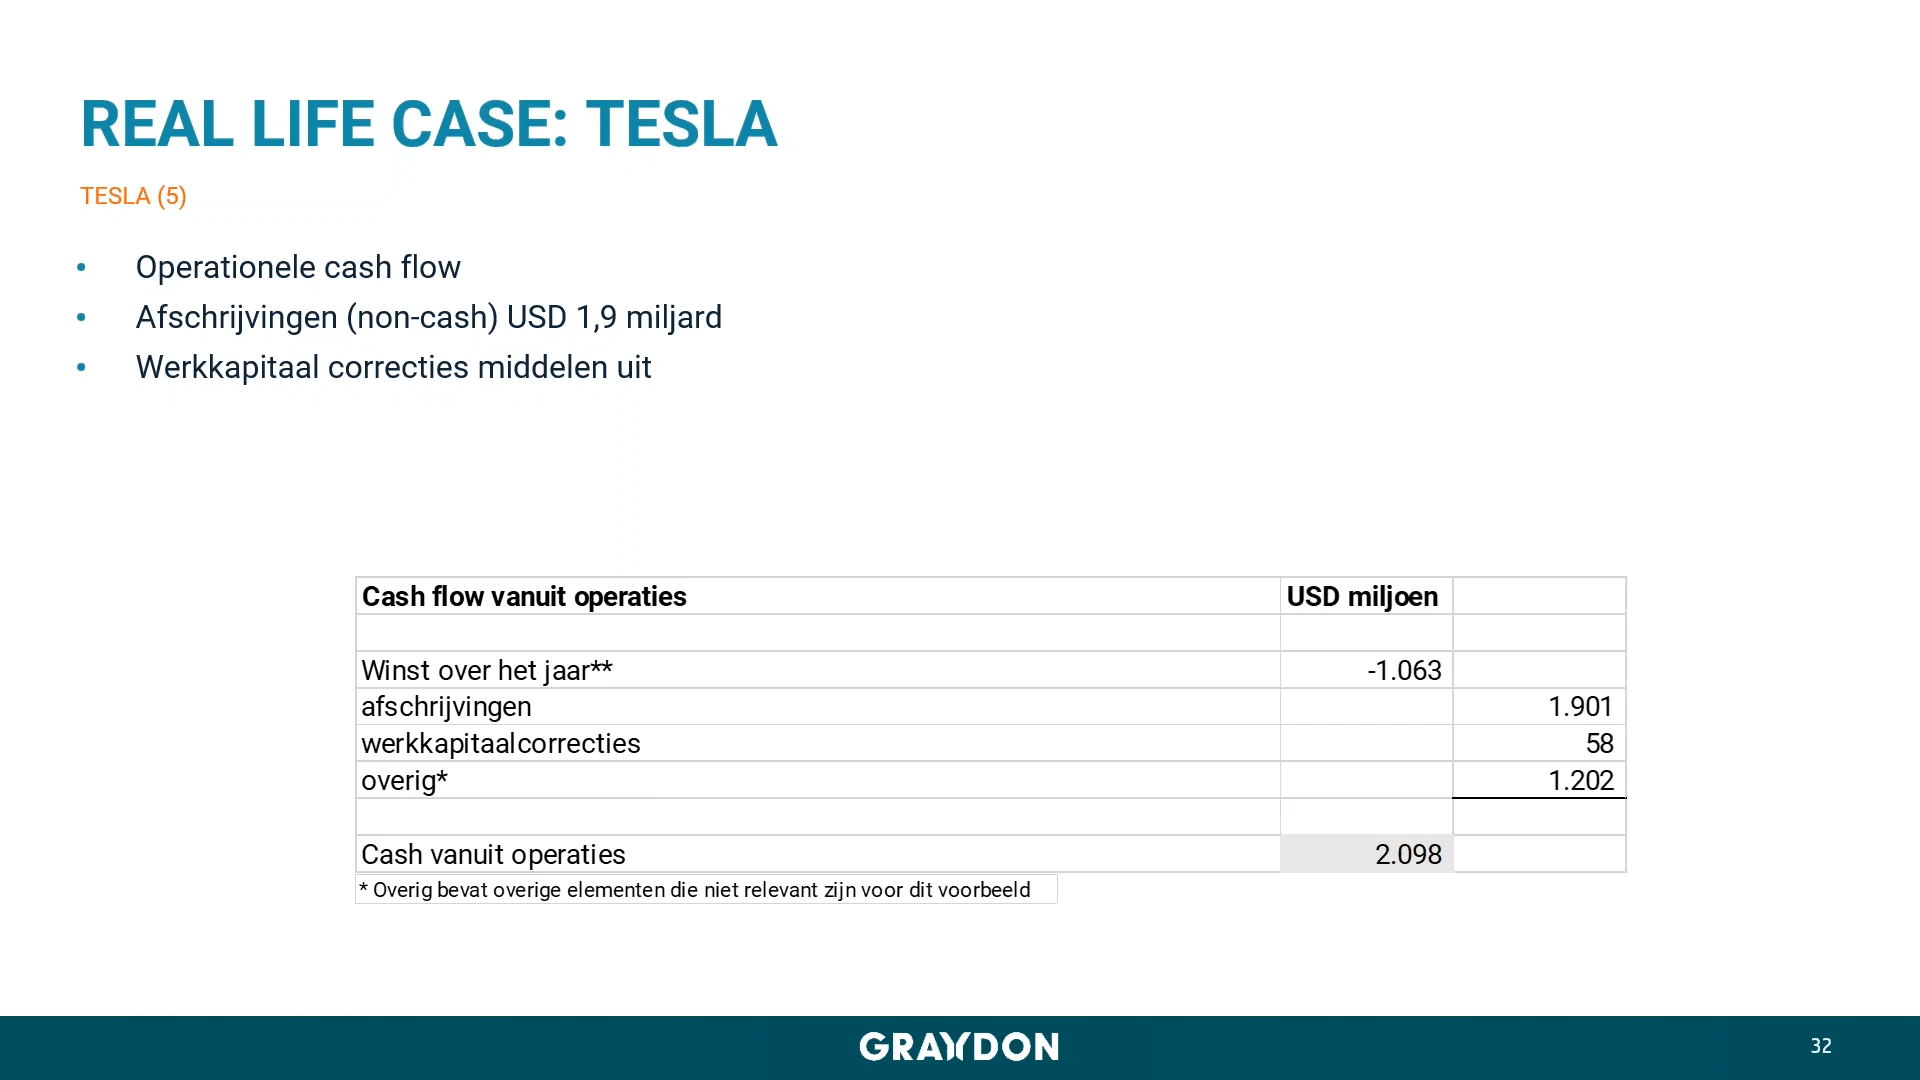 REAL LIFE CASE: TESLA
TESLA (5)
• Operationele cash flow
• Afschrijvingen (non-cash) USD 1,9 miljard
• Werkkapitaal correcties middelen uit
Cash flow vanuit operaties USD miljoen
Winst over het jaar** -1.063
afschrijvingen 1.901
werkkapitaalcorrecties 58
overig* 1.202
Cash vanuit operaties 2.098
* Overig bevat overige elementen die niet relevant zijn voor dit voorbeeld
GRAYDON
32